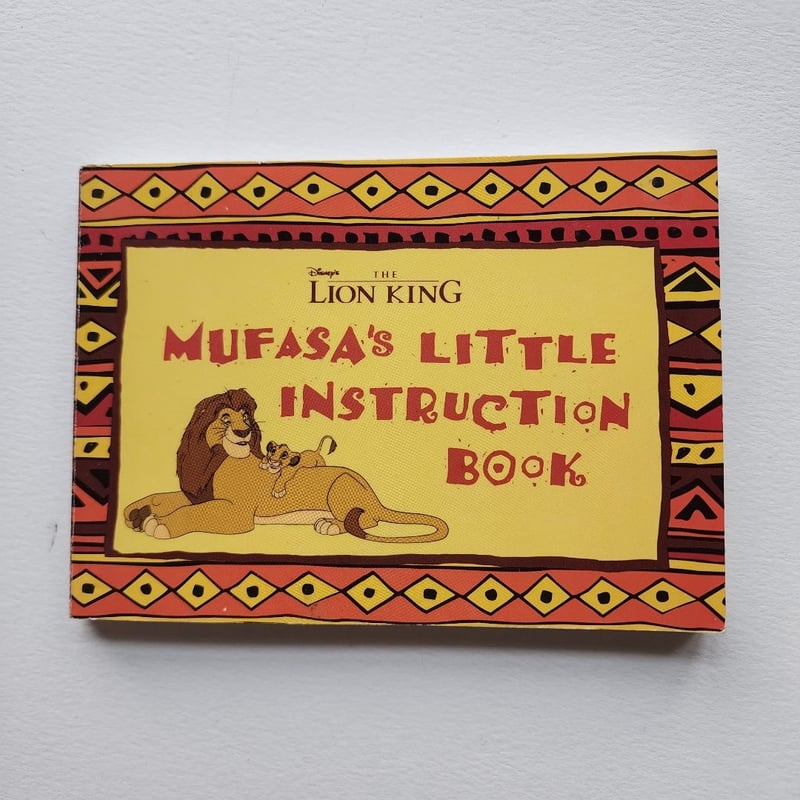 Disney's
THE
LION KING
MUFASA'S LITTLE
INSTRUCTION
BOOK